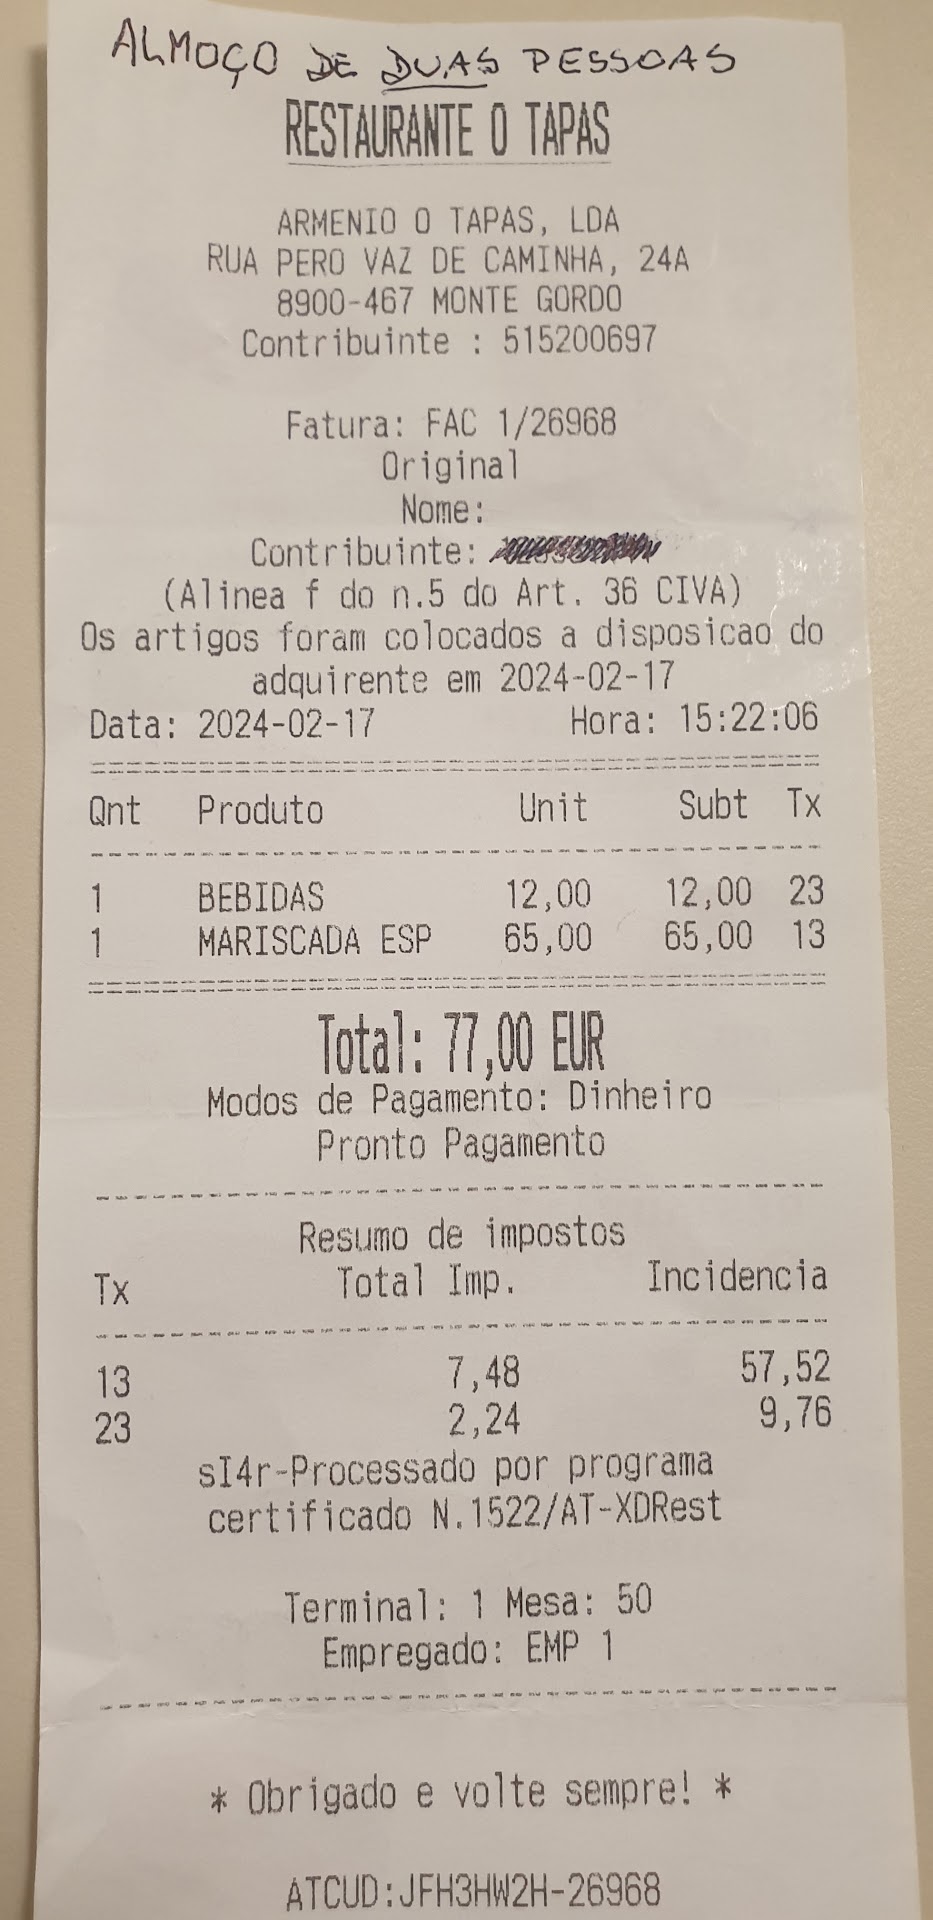 ALMOÇO DE DUAS PESSOAS
RESTAURANTE O TAPAS
ARMENIO O TAPAS, LDA
RUA PERO VAZ DE CAMINHA, 24A
8900-467 MONTE GORDO
Contribuinte : 515200697
Fatura: FAC 1/26968
Original
Nome:
Contribuinte:
(Alinea f do n.5 do Art. 36 CIVA)
Os artigos foram colocados a disposicao do
adquirente em 2024-02-17
Data: 2024-02-17 Hora: 15:22:06
Qnt Produto Unit Subt Tx
1 BEBIDAS 12,00 12,00 23
1 MARISCADA ESP 65,00 65,00 13
Total: 77,00 EUR
Modos de Pagamento: Dinheiro
Pronto Pagamento
Resumo de impostos
Tx Total Imp. Incidencia
13 7,48 57,52
23 2,24 9,76
sI4r-Processado por programa
certificado N.1522/AT-XDRest
Terminal: 1 Mesa: 50
Empregado: EMP 1
* Obrigado e volte sempre! *
ATCUD:JFH3HW2H-26968